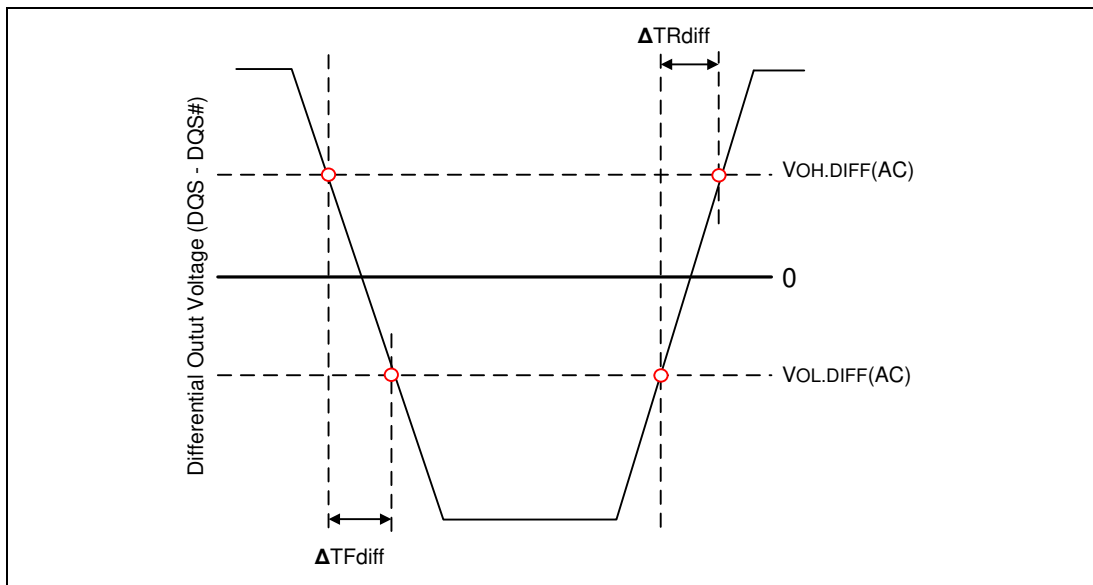 ΔTRdiff
Differential Outut Voltage (DQS - DQS#)
VOH.DIFF(AC)
0
VOL.DIFF(AC)
ΔTFdiff